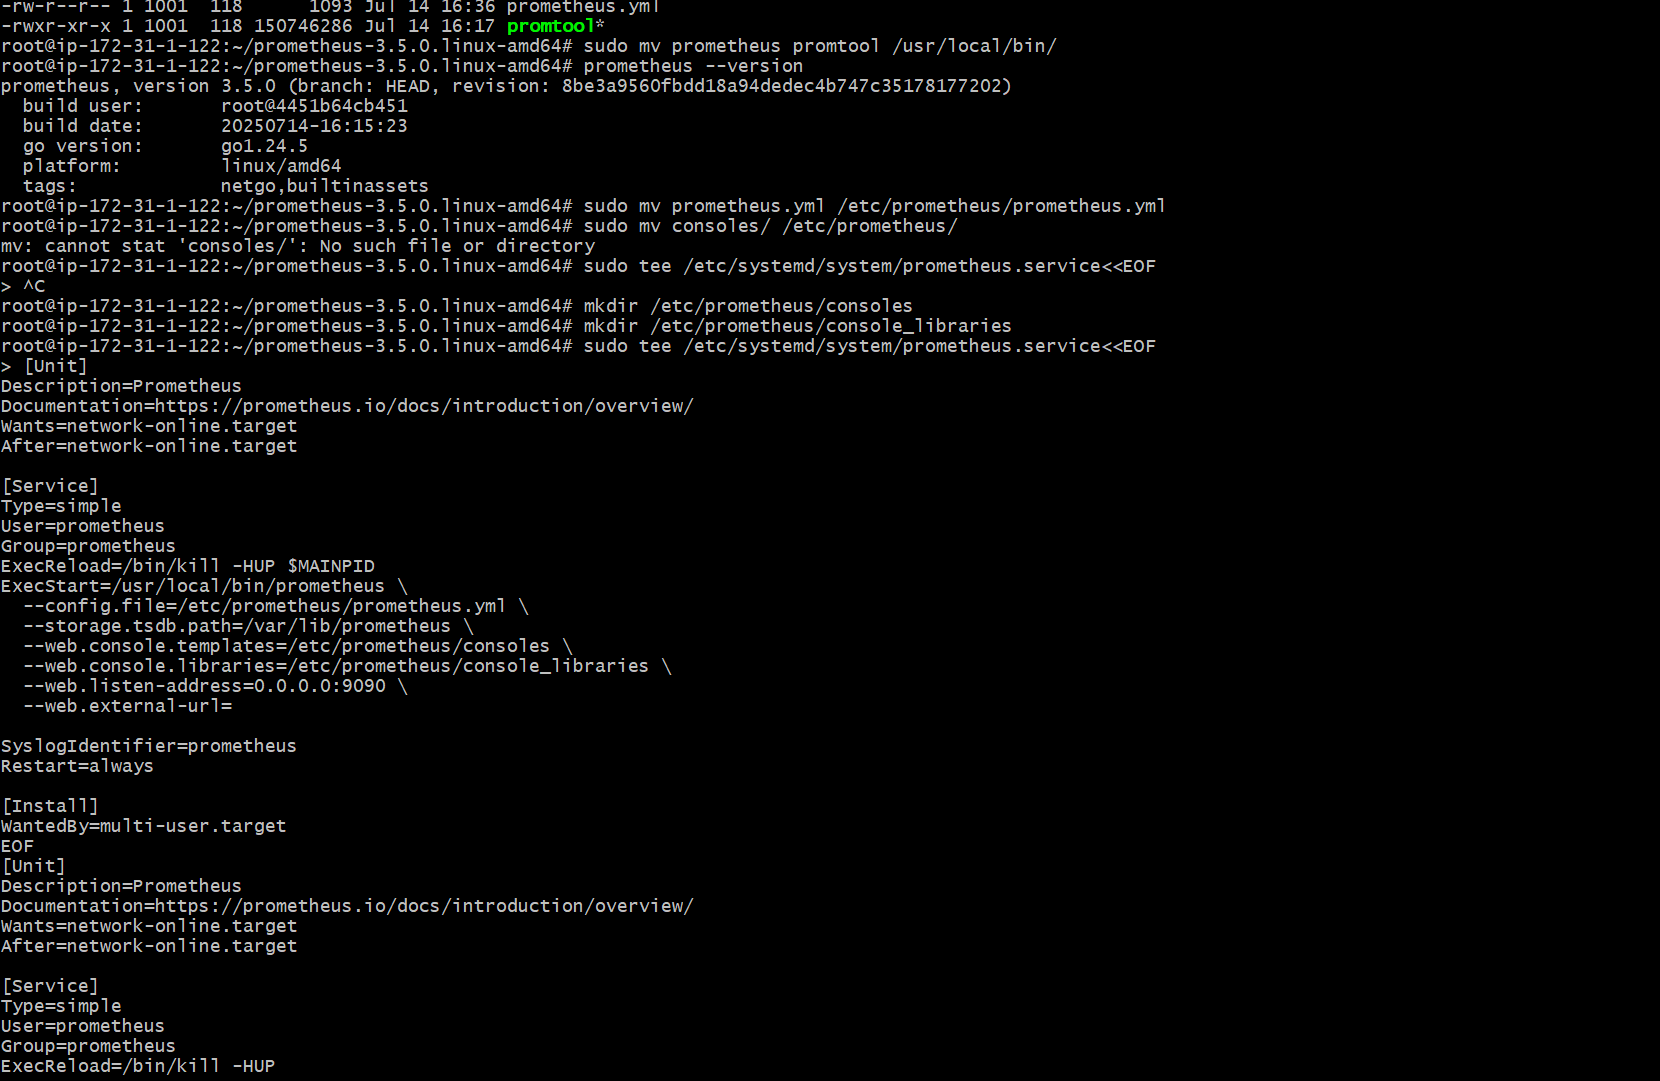 -rw-r--r-- 1 1001  118      1093 Jul 14 16:36 prometheus.yml
-rwxr-xr-x 1 1001  118 150746286 Jul 14 16:17 promtool*
root@ip-172-31-1-122:~/prometheus-3.5.0.linux-amd64# sudo mv prometheus promtool /usr/local/bin/
root@ip-172-31-1-122:~/prometheus-3.5.0.linux-amd64# prometheus --version
prometheus, version 3.5.0 (branch: HEAD, revision: 8be3a9560fbdd18a94dedec4b747c35178177202)
  build user:       root@4451b64cb451
  build date:       20250714-16:15:23
  go version:       go1.24.5
  platform:         linux/amd64
  tags:             netgo,builtinassets
root@ip-172-31-1-122:~/prometheus-3.5.0.linux-amd64# sudo mv prometheus.yml /etc/prometheus/prometheus.yml
root@ip-172-31-1-122:~/prometheus-3.5.0.linux-amd64# sudo mv consoles/ /etc/prometheus/
mv: cannot stat 'consoles/': No such file or directory
root@ip-172-31-1-122:~/prometheus-3.5.0.linux-amd64# sudo tee /etc/systemd/system/prometheus.service<<EOF
> ^C
root@ip-172-31-1-122:~/prometheus-3.5.0.linux-amd64# mkdir /etc/prometheus/consoles
root@ip-172-31-1-122:~/prometheus-3.5.0.linux-amd64# mkdir /etc/prometheus/console_libraries
root@ip-172-31-1-122:~/prometheus-3.5.0.linux-amd64# sudo tee /etc/systemd/system/prometheus.service<<EOF
> [Unit]
Description=Prometheus
Documentation=https://prometheus.io/docs/introduction/overview/
Wants=network-online.target
After=network-online.target

[Service]
Type=simple
User=prometheus
Group=prometheus
ExecReload=/bin/kill -HUP $MAINPID
ExecStart=/usr/local/bin/prometheus \
  --config.file=/etc/prometheus/prometheus.yml \
  --storage.tsdb.path=/var/lib/prometheus \
  --web.console.templates=/etc/prometheus/consoles \
  --web.console.libraries=/etc/prometheus/console_libraries \
  --web.listen-address=0.0.0.0:9090 \
  --web.external-url=

SyslogIdentifier=prometheus
Restart=always

[Install]
WantedBy=multi-user.target
EOF
[Unit]
Description=Prometheus
Documentation=https://prometheus.io/docs/introduction/overview/
Wants=network-online.target
After=network-online.target

[Service]
Type=simple
User=prometheus
Group=prometheus
ExecReload=/bin/kill -HUP